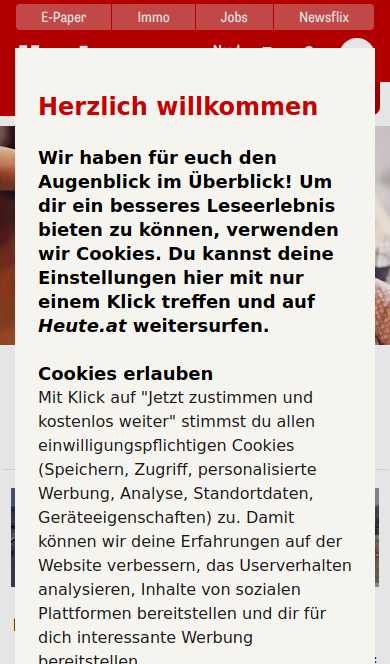 E-Paper
Immo
Jobs
Newsflix
Herzlich willkommen
Wir haben für euch den
Augenblick im Überblick! Um
dir ein besseres Leseerlebnis
bieten zu können, verwenden
wir Cookies. Du kannst deine
Einstellungen hier mit nur
einem Klick treffen und auf
Heute.at weitersurfen.
Cookies erlauben
Mit Klick auf "Jetzt zustimmen und
kostenlos weiter" stimmst du allen
einwilligungspflichtigen Cookies
(Speichern, Zugriff, personalisierte
Werbung, Analyse, Standortdaten,
Geräteeigenschaften) zu. Damit
können wir deine Erfahrungen auf der
Website verbessern, das Userverhalten
analysieren, Inhalte von sozialen
Plattformen bereitstellen und dir für
dich interessante Werbung
bereitstellen